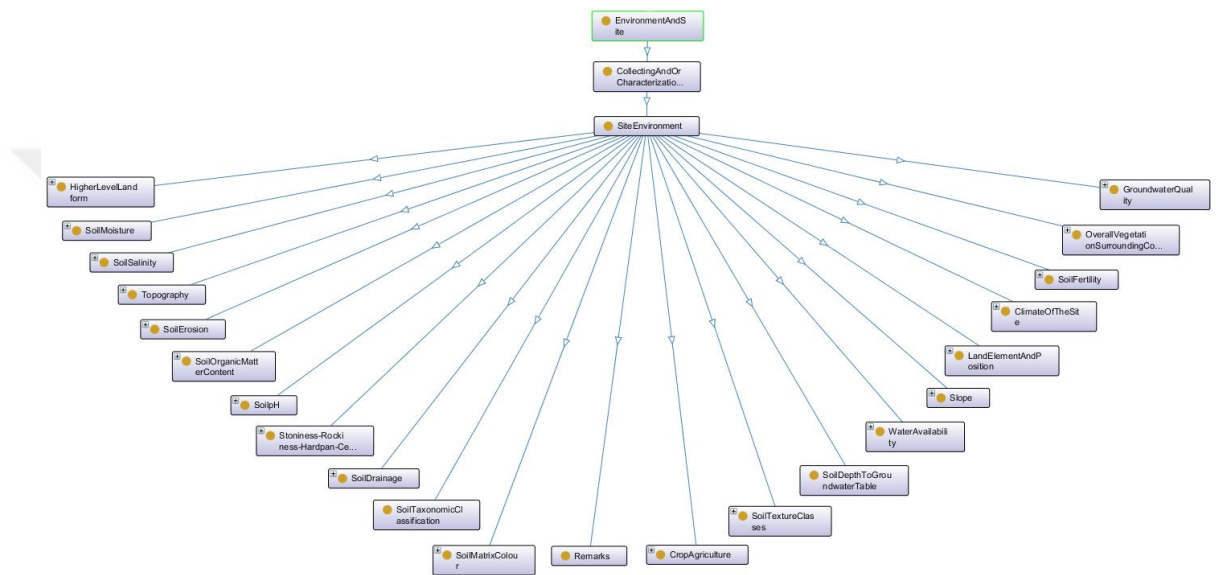 EnvironmentAndS
ite
CollectingAndOr
Characterizatio...
SiteEnvironment
HigherLevelLand
form
GroundwaterQual
ity
SoilMoisture
OverallVegetati
onSurroundingCo...
SoilSalinity
SoilFertility
Topography
ClimateOfTheSit
e
SoilErosion
SoilOrganicMatt
erContent
LandElementAndP
osition
SoilpH
Slope
Stoniness-Rocki
ness-Hardpan-Ce...
WaterAvailabili
ty
SoilDrainage
SoilDepthToGrou
ndwaterTable
SoilTaxonomicCl
assification
SoilTextureClas
ses
SoilMatrixColou
r
Remarks
CropAgriculture